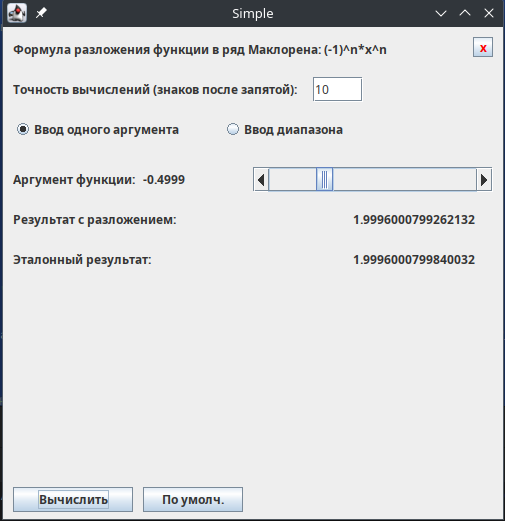 Simple
Формула разложения функции в ряд Маклорена: (-1)^n*x^n
x
Точность вычислений (знаков после запятой): 10
Ввод одного аргумента Ввод диапазона
Аргумент функции: -0.4999
Результат с разложением: 1.9996000799262132
Эталонный результат: 1.9996000799840032
Вычислить По умолч.